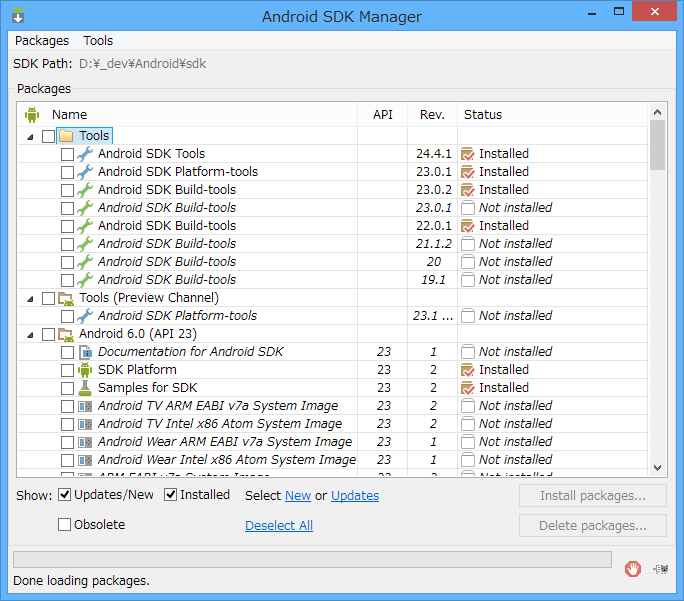 Android SDK Manager
Packages Tools
SDK Path: D:¥_dev¥Android¥sdk
Packages
Name API Rev. Status
Tools
Android SDK Tools 24.4.1 Installed
Android SDK Platform-tools 23.0.1 Installed
Android SDK Build-tools 23.0.2 Installed
Android SDK Build-tools 23.0.1 Not installed
Android SDK Build-tools 22.0.1 Installed
Android SDK Build-tools 21.1.2 Not installed
Android SDK Build-tools 20 Not installed
Android SDK Build-tools 19.1 Not installed
Tools (Preview Channel)
Android SDK Platform-tools 23.1 ... Not installed
Android 6.0 (API 23)
Documentation for Android SDK 23 1 Not installed
SDK Platform 23 2 Installed
Samples for SDK 23 2 Installed
Android TV ARM EABI v7a System Image 23 2 Not installed
Android TV Intel x86 Atom System Image 23 2 Not installed
Android Wear ARM EABI v7a System Image 23 1 Not installed
Android Wear Intel x86 Atom System Image 23 1 Not installed
ARM EABI v7a System Image 23 Not installed
Show: Updates/New Installed Select New or Updates Install packages...
Obsolete Deselect All Delete packages...
Done loading packages.